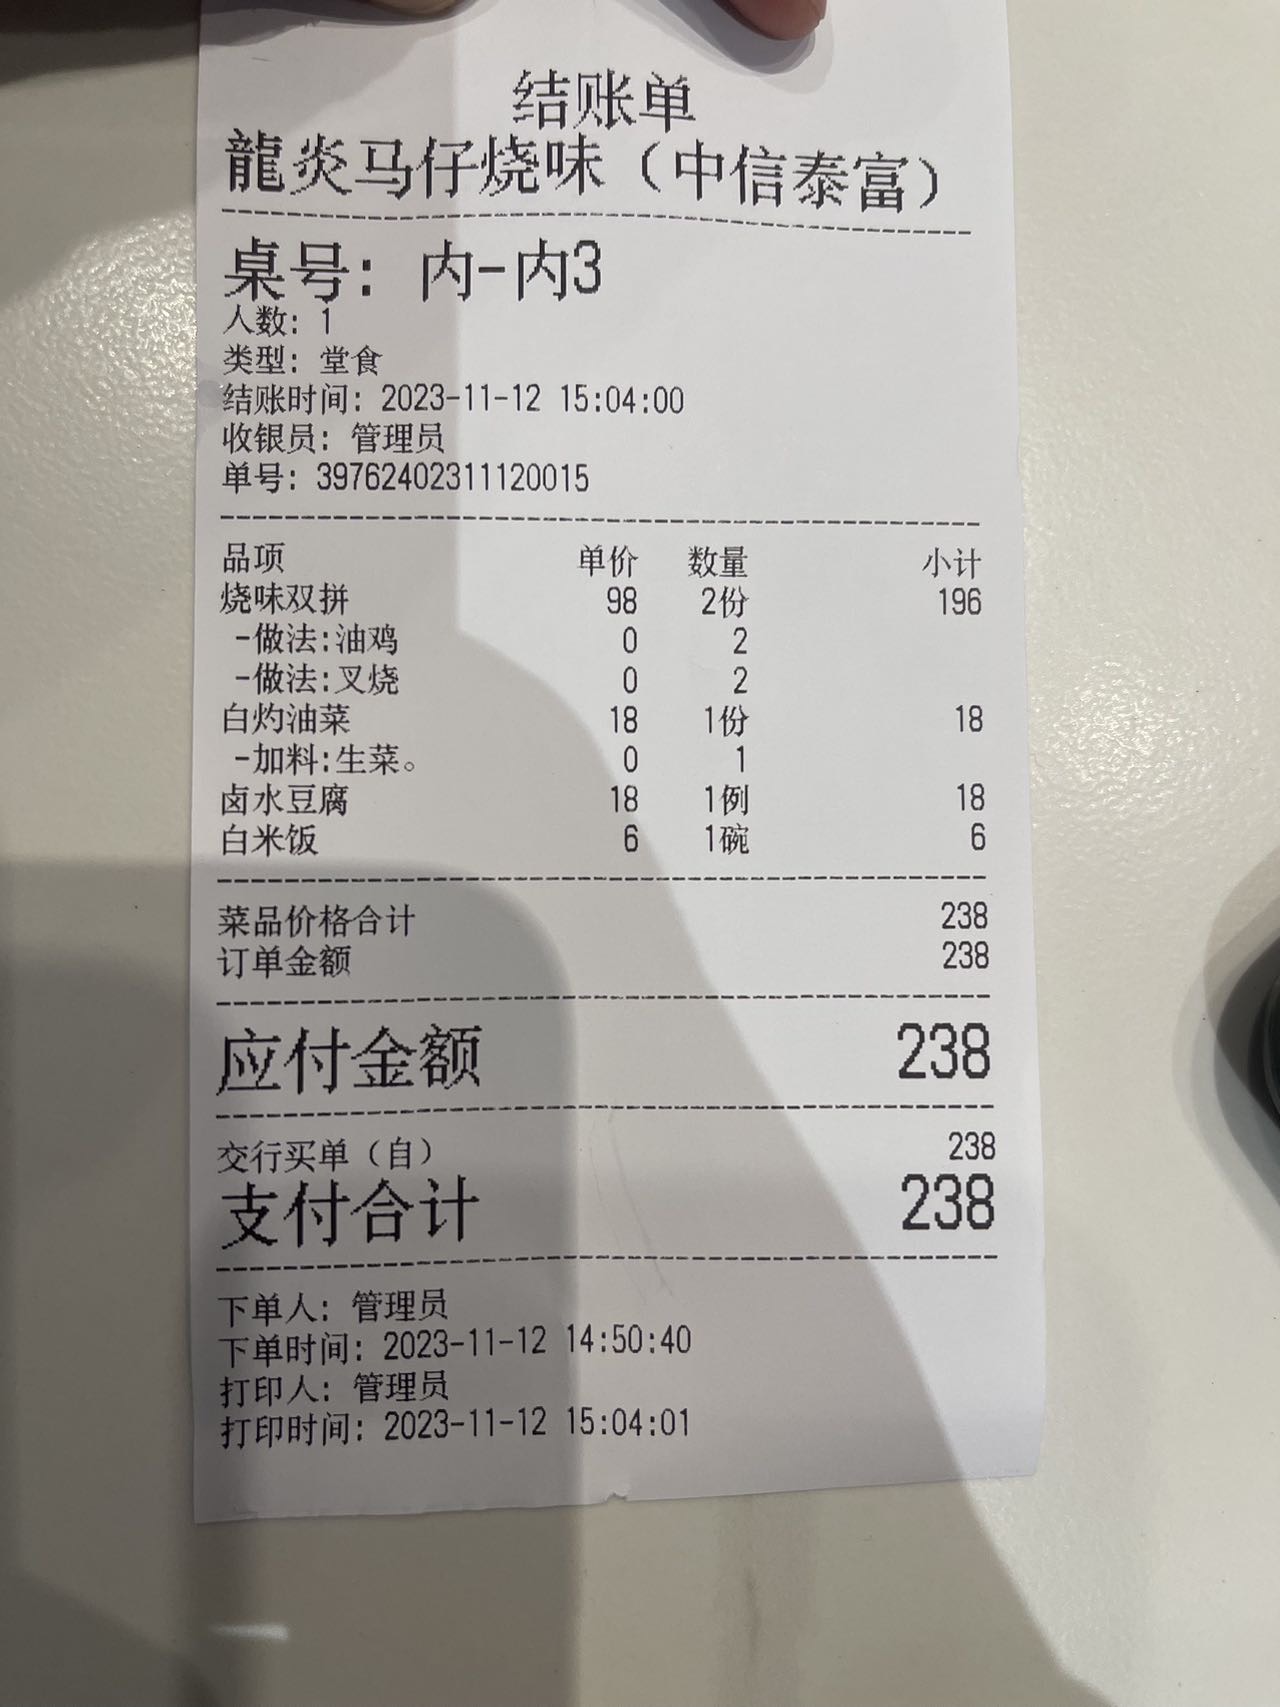 结账单
龍炎马仔烧味（中信泰富）
桌号: 内-内3
人数: 1
类型: 堂食
结账时间: 2023-11-12 15:04:00
收银员: 管理员
单号: 39762402311120015
品项 单价 数量 小计
烧味双拼 98 2份 196
-做法:油鸡 0 2
-做法:叉烧 0 2
白灼油菜 18 1份 18
-加料:生菜。 0 1
卤水豆腐 18 1例 18
白米饭 6 1碗 6
菜品价格合计 238
订单金额 238
应付金额 238
交行买单（自） 238
支付合计 238
下单人: 管理员
下单时间: 2023-11-12 14:50:40
打印人: 管理员
打印时间: 2023-11-12 15:04:01